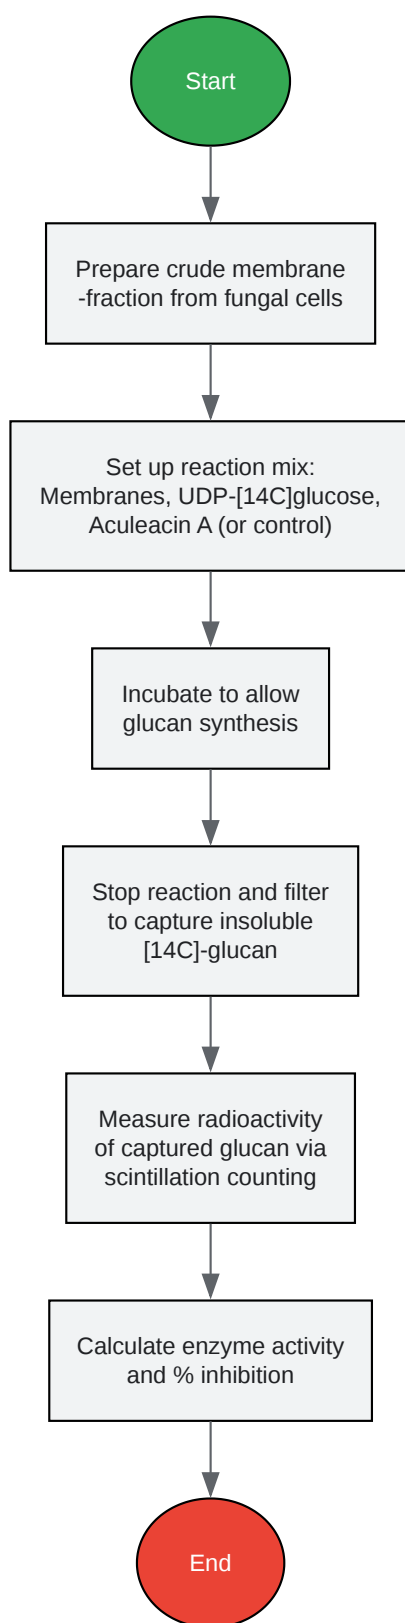 Start
Prepare crude membrane
-fraction from fungal cells
Set up reaction mix:
Membranes, UDP-[14C]glucose,
Aculeacin A (or control)
Incubate to allow
glucan synthesis
Stop reaction and filter
to capture insoluble
[14C]-glucan
Measure radioactivity
of captured glucan via
scintillation counting
Calculate enzyme activity
and % inhibition
End